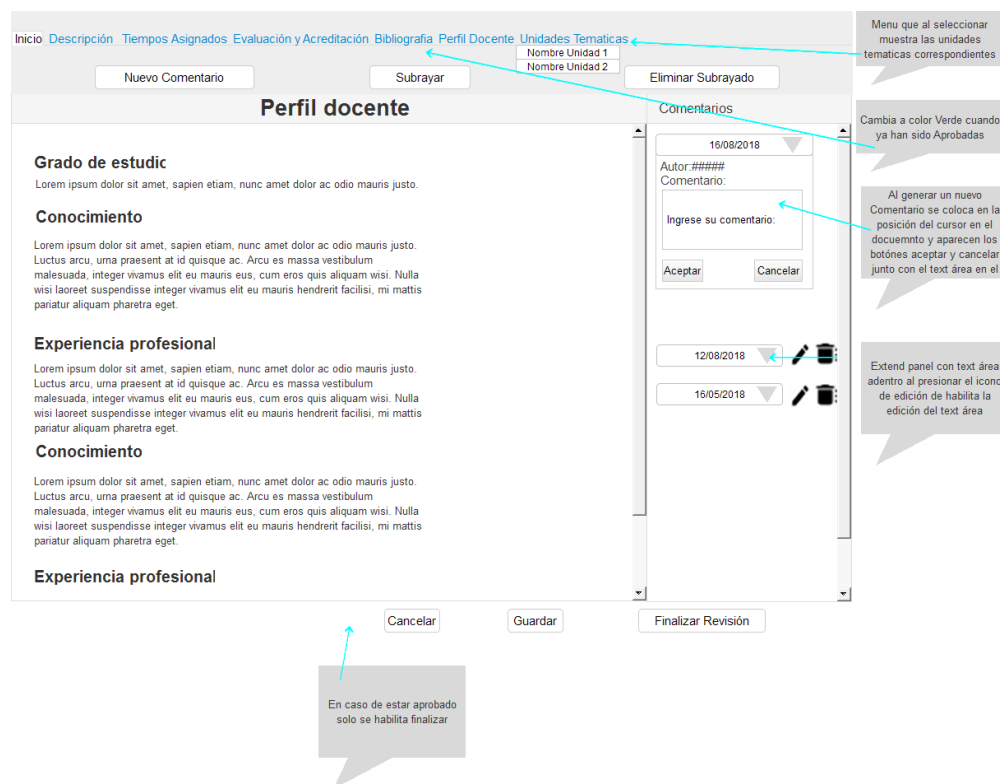 Inicio Descripción Tiempos Asignados Evaluación y Acreditación Bibliografia Perfil Docente Unidades Tematicas
Nombre Unidad 1
Nombre Unidad 2
Nuevo Comentario
Subrayar
Eliminar Subrayado
Perfil docente
Comentarios
Grado de estudic
Lorem ipsum dolor sit amet, sapien etiam, nunc amet dolor ac odio mauris justo.
Conocimiento
Lorem ipsum dolor sit amet, sapien etiam, nunc amet dolor ac odio mauris justo.
Luctus arcu, urna praesent at id quisque ac. Arcu es massa vestibulum
malesuada, integer vivamus elit eu mauris eus, cum eros quis aliquam wisi. Nulla
wisi laoreet suspendisse integer vivamus elit eu mauris hendrerit facilisi, mi mattis
pariatur aliquam pharetra eget.
Experiencia profesional
Lorem ipsum dolor sit amet, sapien etiam, nunc amet dolor ac odio mauris justo.
Luctus arcu, urna praesent at id quisque ac. Arcu es massa vestibulum
malesuada, integer vivamus elit eu mauris eus, cum eros quis aliquam wisi. Nulla
wisi laoreet suspendisse integer vivamus elit eu mauris hendrerit facilisi, mi mattis
pariatur aliquam pharetra eget.
Conocimiento
Lorem ipsum dolor sit amet, sapien etiam, nunc amet dolor ac odio mauris justo.
Luctus arcu, urna praesent at id quisque ac. Arcu es massa vestibulum
malesuada, integer vivamus elit eu mauris eus, cum eros quis aliquam wisi. Nulla
wisi laoreet suspendisse integer vivamus elit eu mauris hendrerit facilisi, mi mattis
pariatur aliquam pharetra eget.
Experiencia profesional
16/08/2018
Autor:#####
Comentario:
Ingrese su comentario:
Aceptar
Cancelar
12/08/2018
16/05/2018
Cancelar
Guardar
Finalizar Revisión
Menu que al seleccionar
muestra las unidades
tematicas correspondientes
Cambia a color Verde cuando
ya han sido Aprobadas
Al generar un nuevo
Comentario se coloca en la
posición del cursor en el
docuemnto y aparecen los
botónes aceptar y cancelar
junto con el text área en el
Extend panel con text área
adentro al presionar el icono
de edición de habilita la
edición del text área
En caso de estar aprobado
solo se habilita finalizar